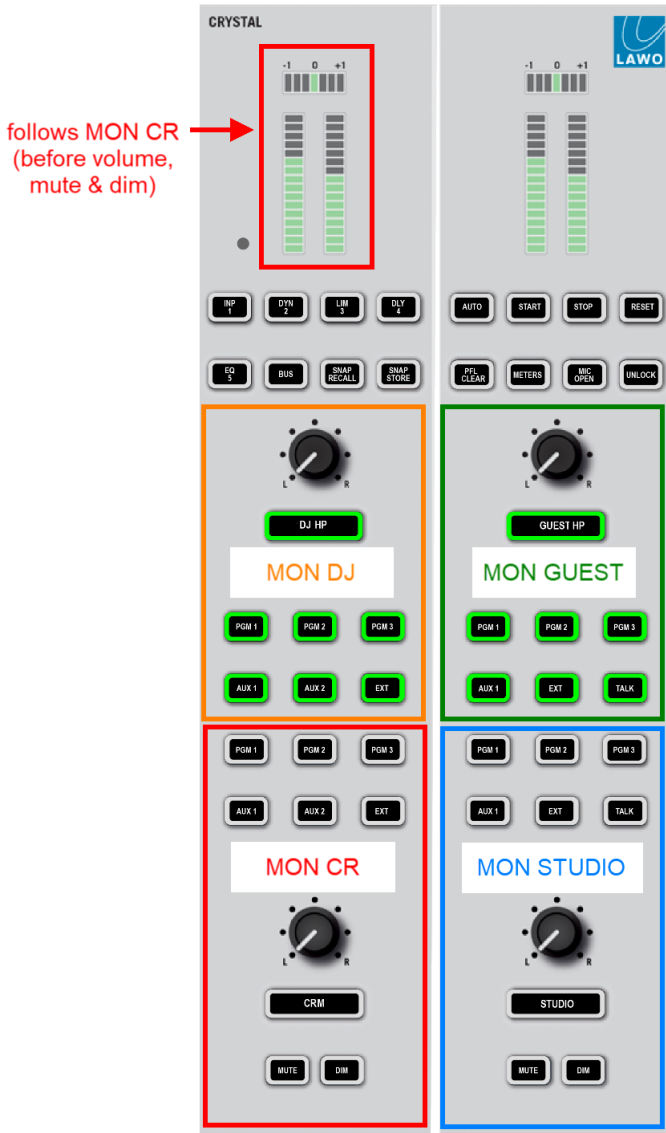 CRYSTAL
LAWO
-1 0 +1
-1 0 +1
follows MON CR
(before volume,
mute & dim)
INP
1
DYN
2
LIM
3
DLY
4
AUTO
START
STOP
RESET
EQ
5
BUS
SNAP
RECALL
SNAP
STORE
PFL
CLEAR
METERS
MIC
OPEN
UNLOCK
L R
DJ HP
MON DJ
PGM 1
PGM 2
PGM 3
AUX 1
AUX 2
EXT
L R
GUEST HP
MON GUEST
PGM 1
PGM 2
PGM 3
AUX 1
EXT
TALK
PGM 1
PGM 2
PGM 3
AUX 1
AUX 2
EXT
MON CR
L R
CRM
MUTE
DIM
PGM 1
PGM 2
PGM 3
AUX 1
EXT
TALK
MON STUDIO
L R
STUDIO
MUTE
DIM